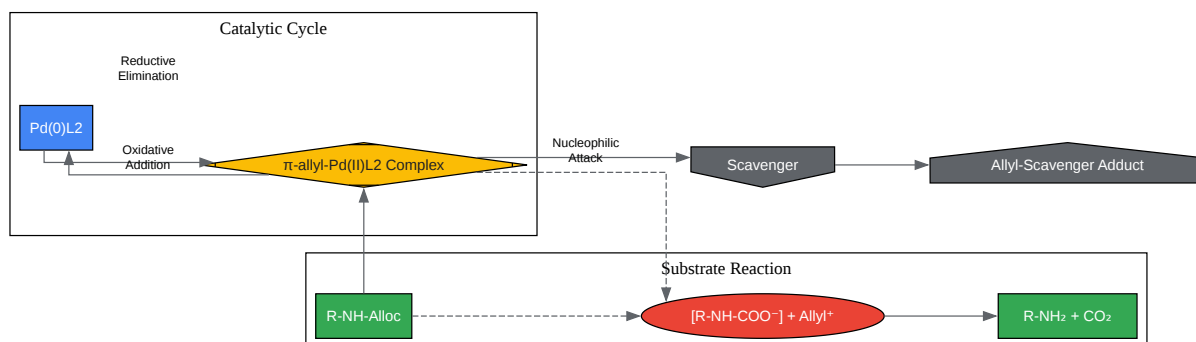 Catalytic Cycle
Reductive
Elimination
Pd(0)L2
Oxidative
Addition
π-allyl-Pd(II)L2 Complex
Nucleophilic
Attack
Scavenger
Allyl-Scavenger Adduct
Substrate Reaction
R-NH-Alloc
[R-NH-COO⁻] + Allyl⁺
R-NH₂ + CO₂